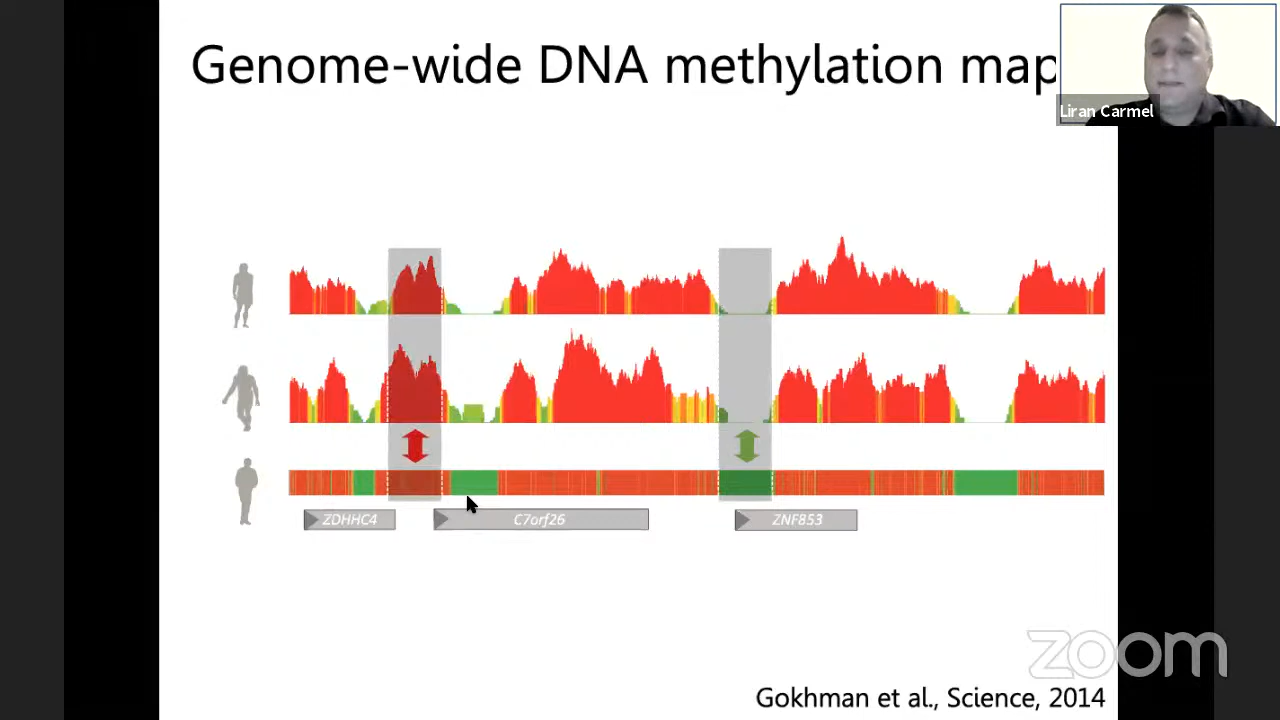 Genome-wide DNA methylation map
Liran Carmel
ZDHHC4
C7orf26
ZNF853
zoom
Gokhman et al., Science, 2014